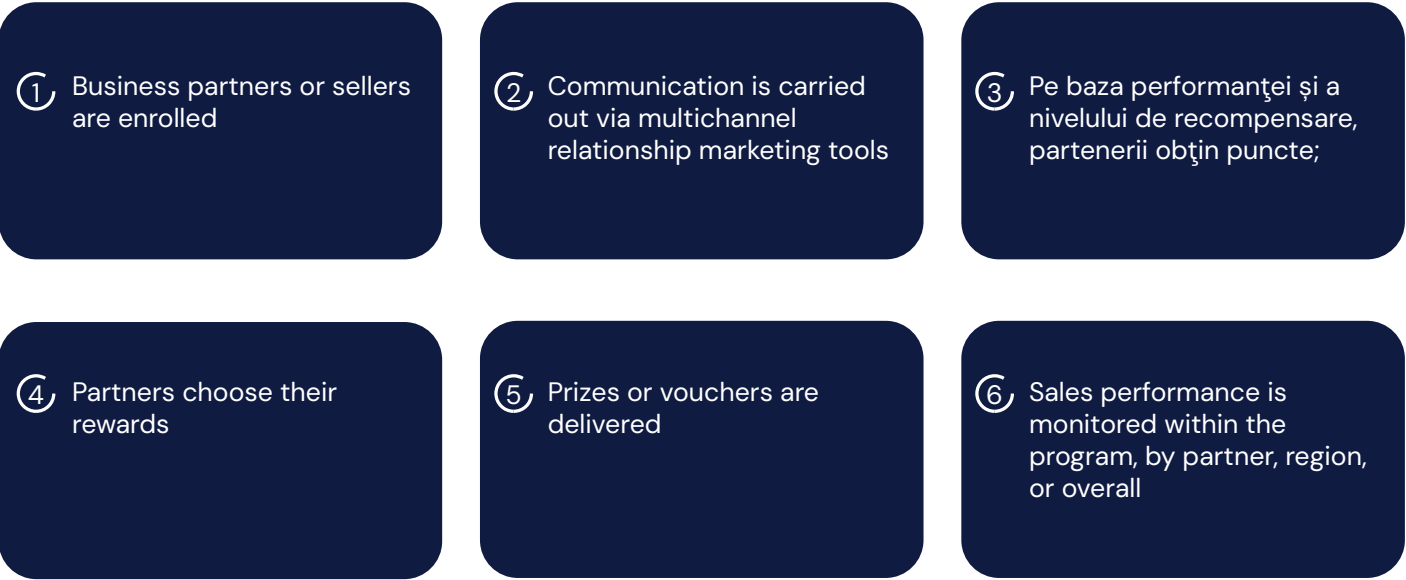 1 Business partners or sellers
are enrolled
2 Communication is carried
out via multichannel
relationship marketing tools
3 Pe baza performanţei și a
nivelului de recompensare,
partenerii obţin puncte;
4 Partners choose their
rewards
5 Prizes or vouchers are
delivered
6 Sales performance is
monitored within the
program, by partner, region,
or overall